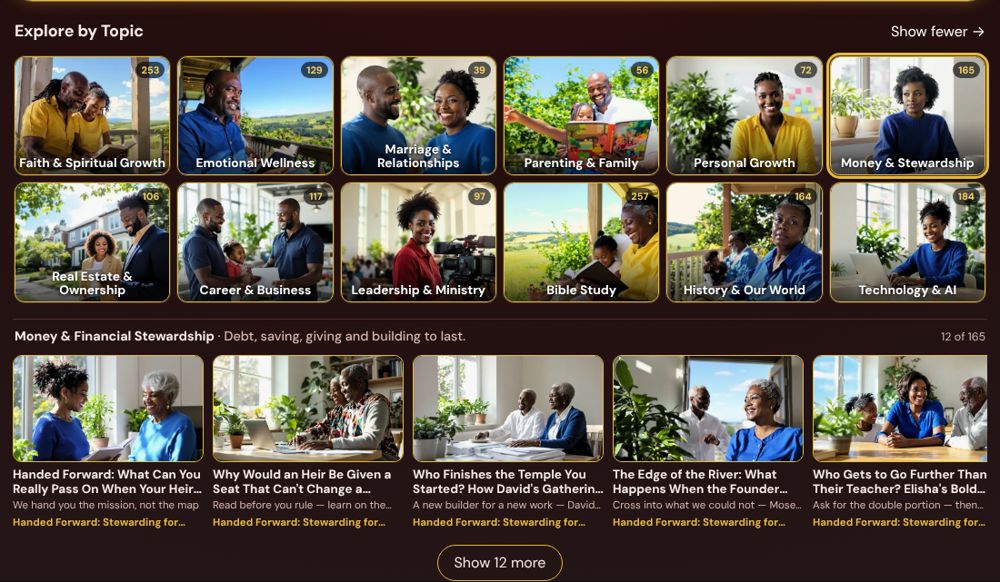 Explore by Topic
Show fewer →
253
129
39
56
72
165
Faith & Spiritual Growth
Emotional Wellness
Marriage &
Relationships
Parenting & Family
Personal Growth
Money & Stewardship
106
117
97
257
164
184
Real Estate &
Ownership
Career & Business
Leadership & Ministry
Bible Study
History & Our World
Technology & AI
Money & Financial Stewardship · Debt, saving, giving and building to last.
12 of 165
Handed Forward: What Can You
Really Pass On When Your Heir...
We hand you the mission, not the map
Handed Forward: Stewarding for...
Why Would an Heir Be Given a
Seat That Can't Change a...
Read before you rule — learn on the...
Handed Forward: Stewarding for...
Who Finishes the Temple You
Started? How David's Gatherin...
A new builder for a new work — David...
Handed Forward: Stewarding for...
The Edge of the River: What
Happens When the Founder...
Cross into what we could not — Mose...
Handed Forward: Stewarding for...
Who Gets to Go Further Than
Their Teacher? Elisha's Bold...
Ask for the double portion — then...
Handed Forward: Stewarding for...
Show 12 more